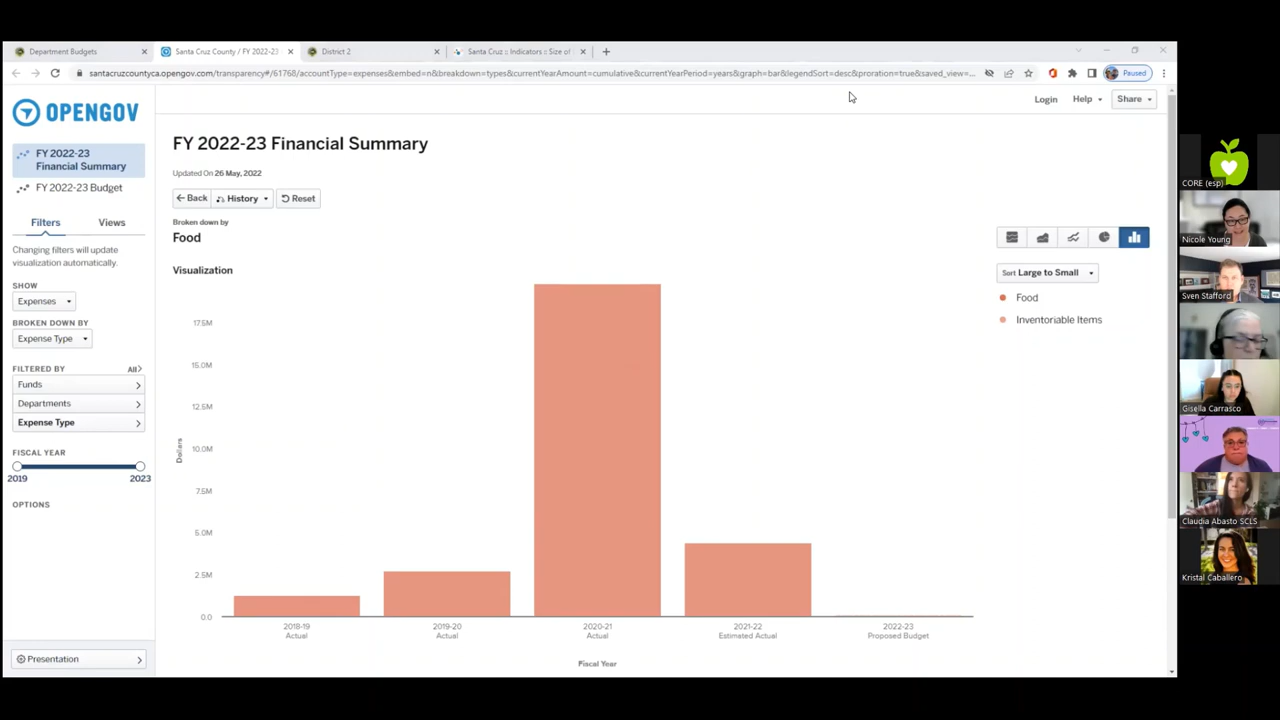 Department Budgets
Santa Cruz County / FY 2022-23
District 2
Santa Cruz :: Indicators :: Size of
santacruzcountyca.opengov.com/transparency#/61768/accountType=expenses&embed=n&breakdown=types&currentYearAmount=cumulative&currentYearPeriod=years&graph=bar&legendSort=desc&proration=true&saved_view=...
Paused
OPENGOV
Login
Help
Share
FY 2022-23
Financial Summary
FY 2022-23 Budget
Filters
Views
Changing filters will update
visualization automatically.
SHOW
Expenses
BROKEN DOWN BY
Expense Type
FILTERED BY
All
Funds
Departments
Expense Type
FISCAL YEAR
2019
2023
OPTIONS
Presentation
FY 2022-23 Financial Summary
Updated On 26 May, 2022
Back
History
Reset
Broken down by
Food
Visualization
Sort Large to Small
Food
Inventoriable Items
Dollars
17.5M
15.0M
12.5M
10.0M
7.5M
5.0M
2.5M
0.0
2018-19
Actual
2019-20
Actual
2020-21
Actual
2021-22
Estimated Actual
2022-23
Proposed Budget
Fiscal Year
CORE (esp)
Nicole Young
Sven Stafford
Gisella Carrasco
Claudia Abasto SCLS
Kristal Caballero